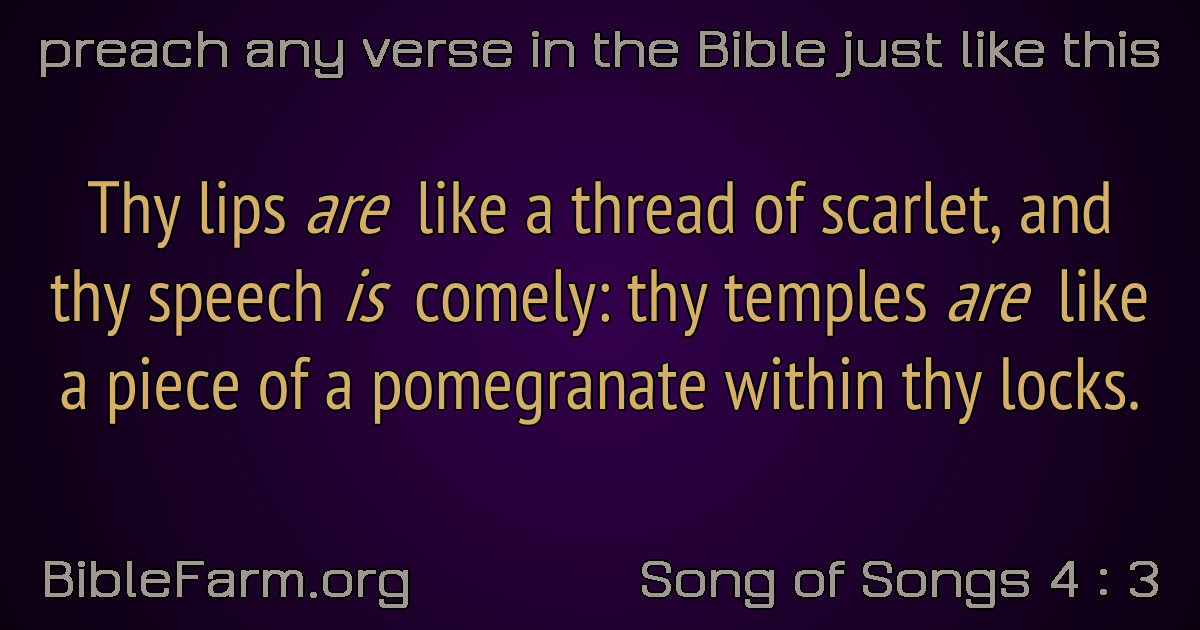 preach any verse in the Bible just like this
Thy lips are like a thread of scarlet, and
thy speech is comely: thy temples are like
a piece of a pomegranate within thy locks.
BibleFarm.org
Song of Songs 4 : 3